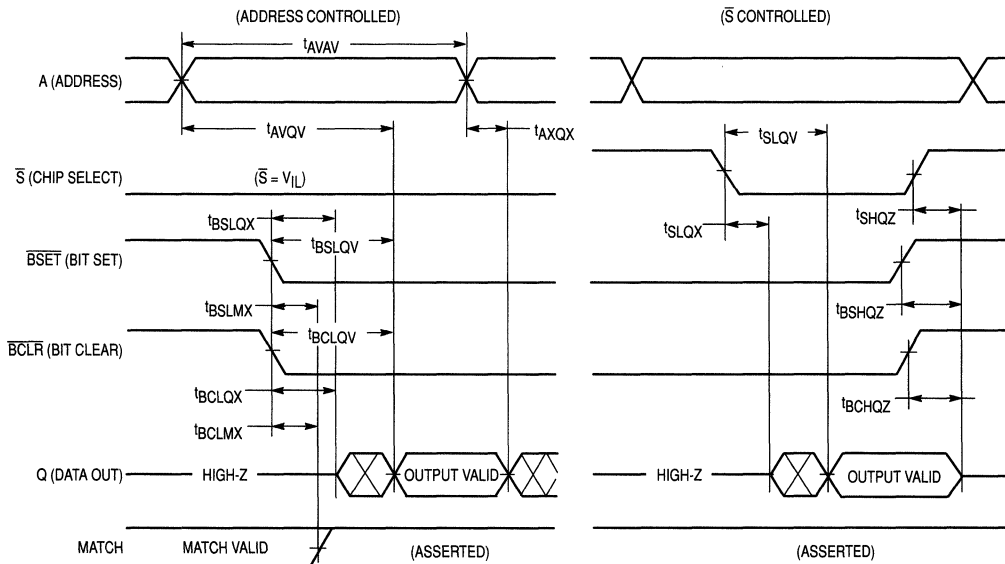 (ADDRESS CONTROLLED)
(S̅ CONTROLLED)
tAVAV
A (ADDRESS)
tAVQV
tAXQX
tSLQV
S̅ (CHIP SELECT)
(S̅ = VIL)
tBSLQX
tSLQX
tSHQZ
tBSLQV
B̅S̅E̅T̅ (BIT SET)
tBSLMX
tBSHQZ
tBCLQV
B̅C̅L̅R̅ (BIT CLEAR)
tBCLQX
tBCHQZ
tBCLMX
Q (DATA OUT)
HIGH-Z
OUTPUT VALID
HIGH-Z
OUTPUT VALID
MATCH
MATCH VALID
(ASSERTED)
(ASSERTED)